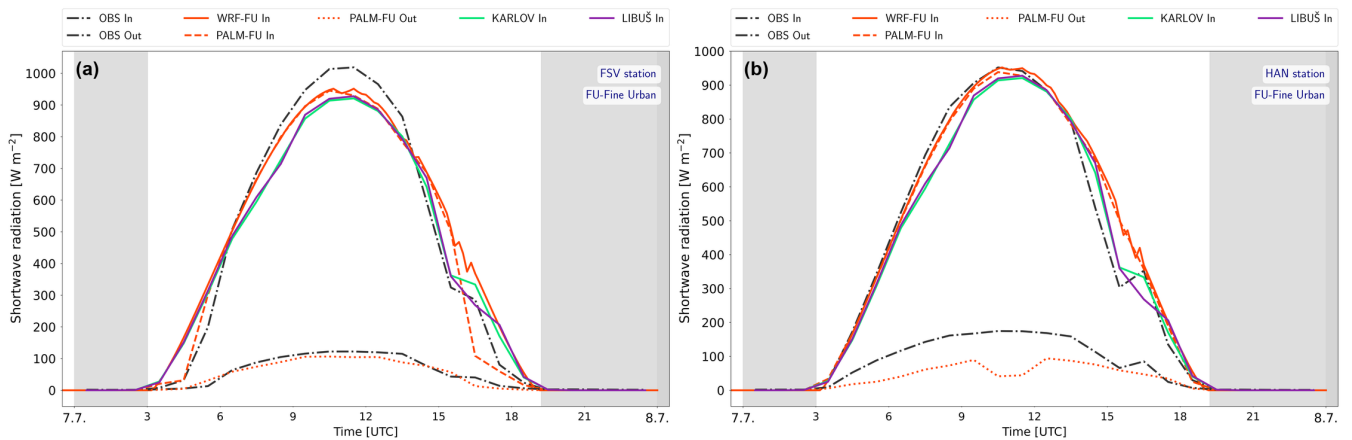 OBS In WRF-FU In PALM-FU Out KARLOV In LIBUŠ In
OBS Out PALM-FU In
(a)
FSV station
FU-Fine Urban
1000
900
800
700
600
500
400
300
200
100
0
Shortwave radiation [W m−2]
7.7. 3 6 9 12 15 18 21 8.7.
Time [UTC]
OBS In WRF-FU In PALM-FU Out KARLOV In LIBUŠ In
OBS Out PALM-FU In
(b)
HAN station
FU-Fine Urban
1000
900
800
700
600
500
400
300
200
100
0
Shortwave radiation [W m−2]
7.7. 3 6 9 12 15 18 21 8.7.
Time [UTC]